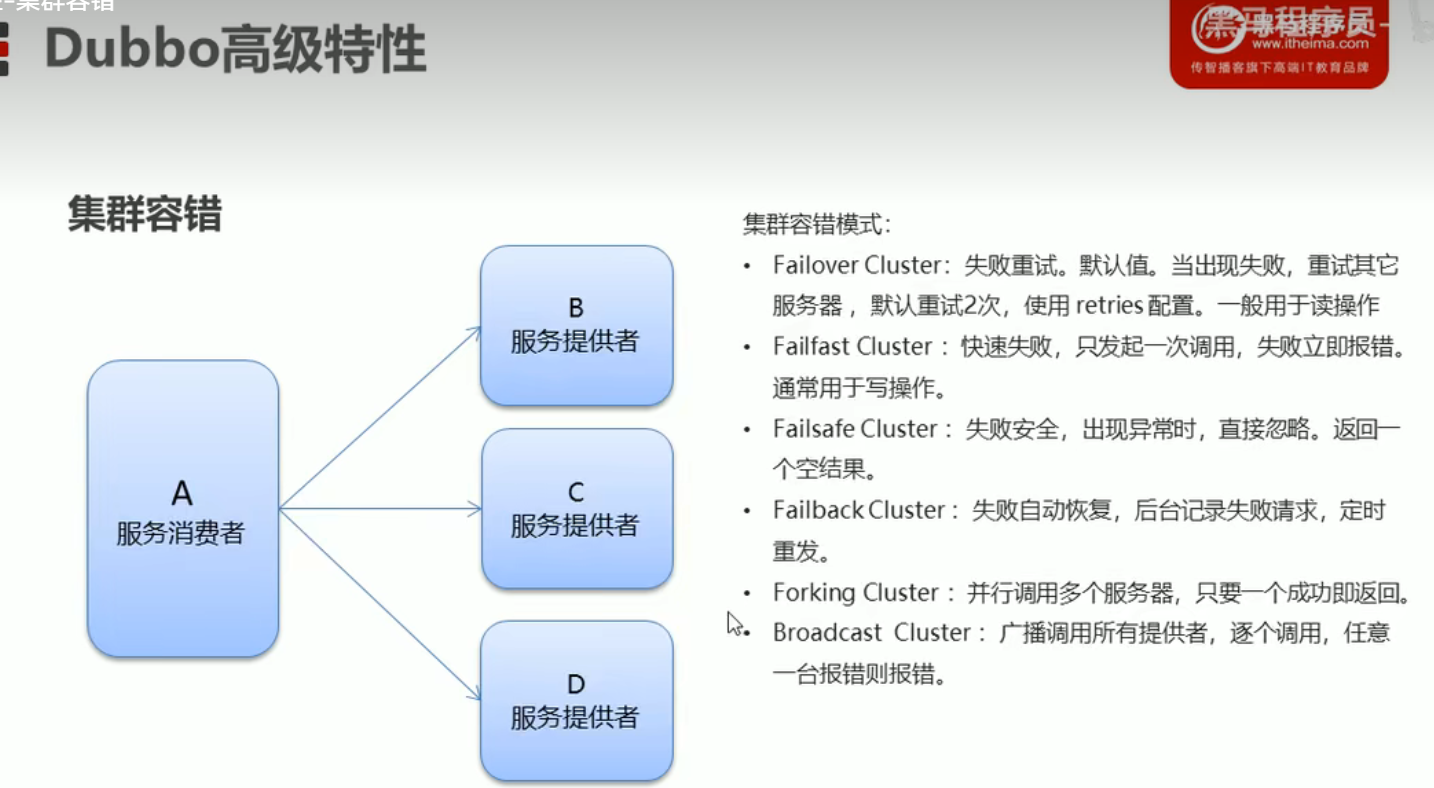 集群容错
Dubbo高级特性
黑马程序员
www.itheima.com
传智播客旗下高端IT教育品牌
集群容错
A
服务消费者
B
服务提供者
C
服务提供者
D
服务提供者
集群容错模式：
• Failover Cluster：失败重试。默认值。当出现失败，重试其它
服务器 ，默认重试2次，使用 retries 配置。一般用于读操作
• Failfast Cluster ：快速失败，只发起一次调用，失败立即报错。
通常用于写操作。
• Failsafe Cluster ：失败安全，出现异常时，直接忽略。返回一
个空结果。
• Failback Cluster ：失败自动恢复，后台记录失败请求，定时
重发。
• Forking Cluster ：并行调用多个服务器，只要一个成功即返回。
• Broadcast Cluster ：广播调用所有提供者，逐个调用，任意
一台报错则报错。